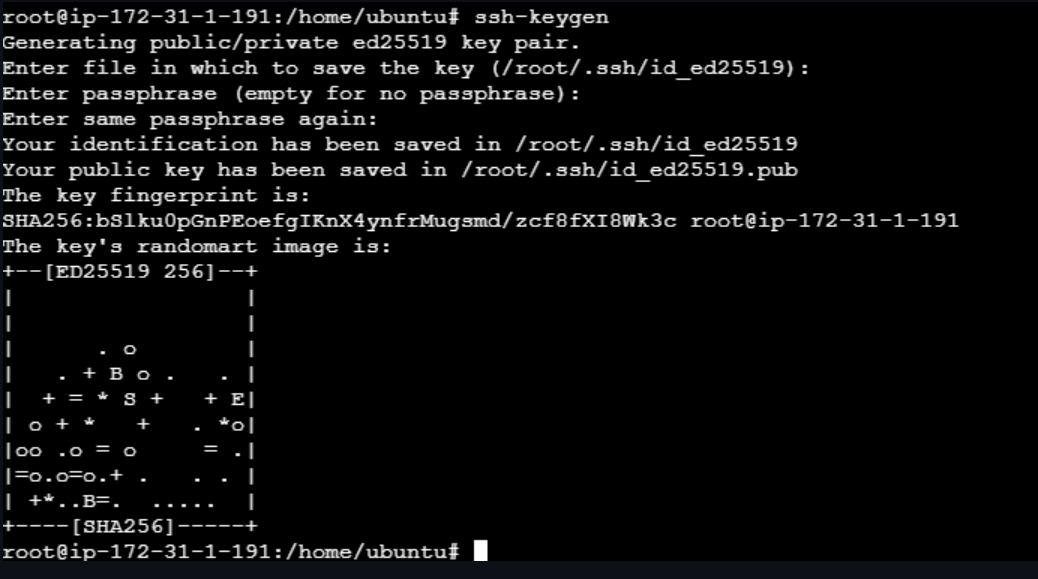 root@ip-172-31-1-191:/home/ubuntu# ssh-keygen
Generating public/private ed25519 key pair.
Enter file in which to save the key (/root/.ssh/id_ed25519):
Enter passphrase (empty for no passphrase):
Enter same passphrase again:
Your identification has been saved in /root/.ssh/id_ed25519
Your public key has been saved in /root/.ssh/id_ed25519.pub
The key fingerprint is:
SHA256:bSlku0pGnPEoefgIKnX4ynfrMugsmd/zcf8fXI8Wk3c root@ip-172-31-1-191
The key's randomart image is:
+--[ED25519 256]--+
|                 |
|                 |
|      . o        |
|   . + B o .   . |
|  + = * S +   + E|
| o + *   +   . *o|
|oo .o = o     = .|
|=o.o=o.+ .   . . |
| +*..B=.  .....  |
+----[SHA256]-----+
root@ip-172-31-1-191:/home/ubuntu#